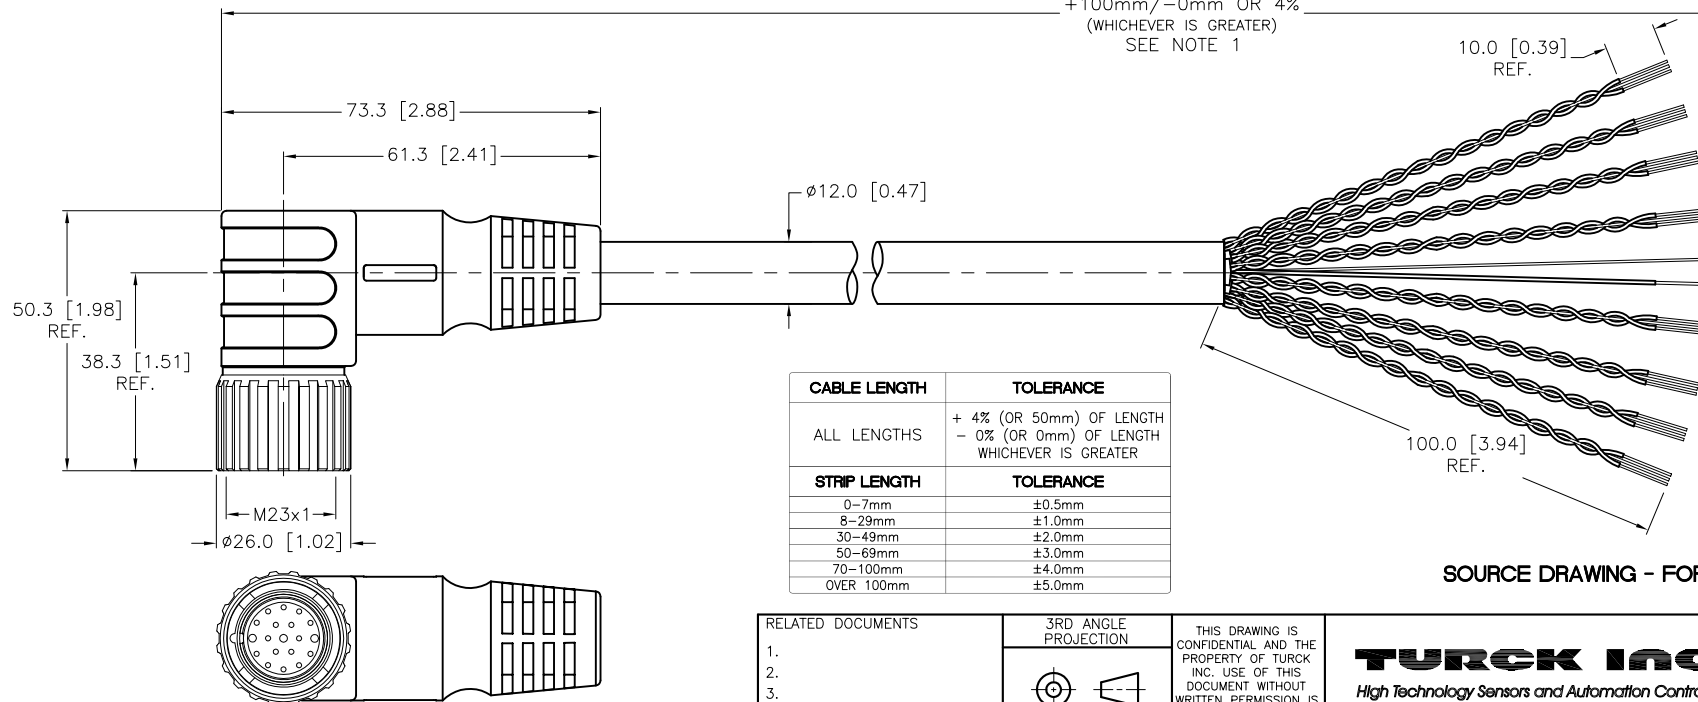 +100mm/-0mm OR 4%
(WHICHEVER IS GREATER)
SEE NOTE 1
10.0 [0.39]
REF.
73.3 [2.88]
61.3 [2.41]
ø12.0 [0.47]
50.3 [1.98]
REF.
38.3 [1.51]
REF.
M23x1
ø26.0 [1.02]
100.0 [3.94]
REF.
CABLE LENGTH TOLERANCE
ALL LENGTHS + 4% (OR 50mm) OF LENGTH
- 0% (OR 0mm) OF LENGTH
WHICHEVER IS GREATER
STRIP LENGTH TOLERANCE
0-7mm ±0.5mm
8-29mm ±1.0mm
30-49mm ±2.0mm
50-69mm ±3.0mm
70-100mm ±4.0mm
OVER 100mm ±5.0mm
SOURCE DRAWING - FOR
RELATED DOCUMENTS
1.
2.
3.
3RD ANGLE
PROJECTION
THIS DRAWING IS
CONFIDENTIAL AND THE
PROPERTY OF TURCK
INC. USE OF THIS
DOCUMENT WITHOUT
WRITTEN PERMISSION IS
TURCK INC
High Technology Sensors and Automation Contro